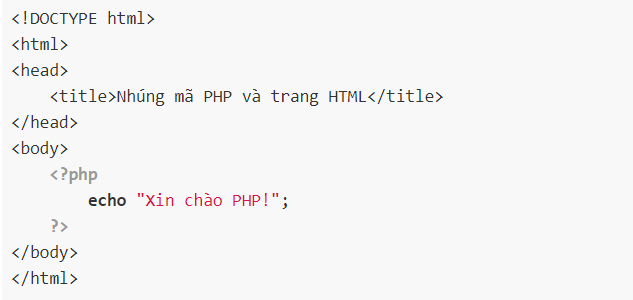 <!DOCTYPE html>
<html>
<head>
    <title>Nhúng mã PHP và trang HTML</title>
</head>
<body>
    <?php
        echo "Xin chào PHP!";
    ?>
</body>
</html>